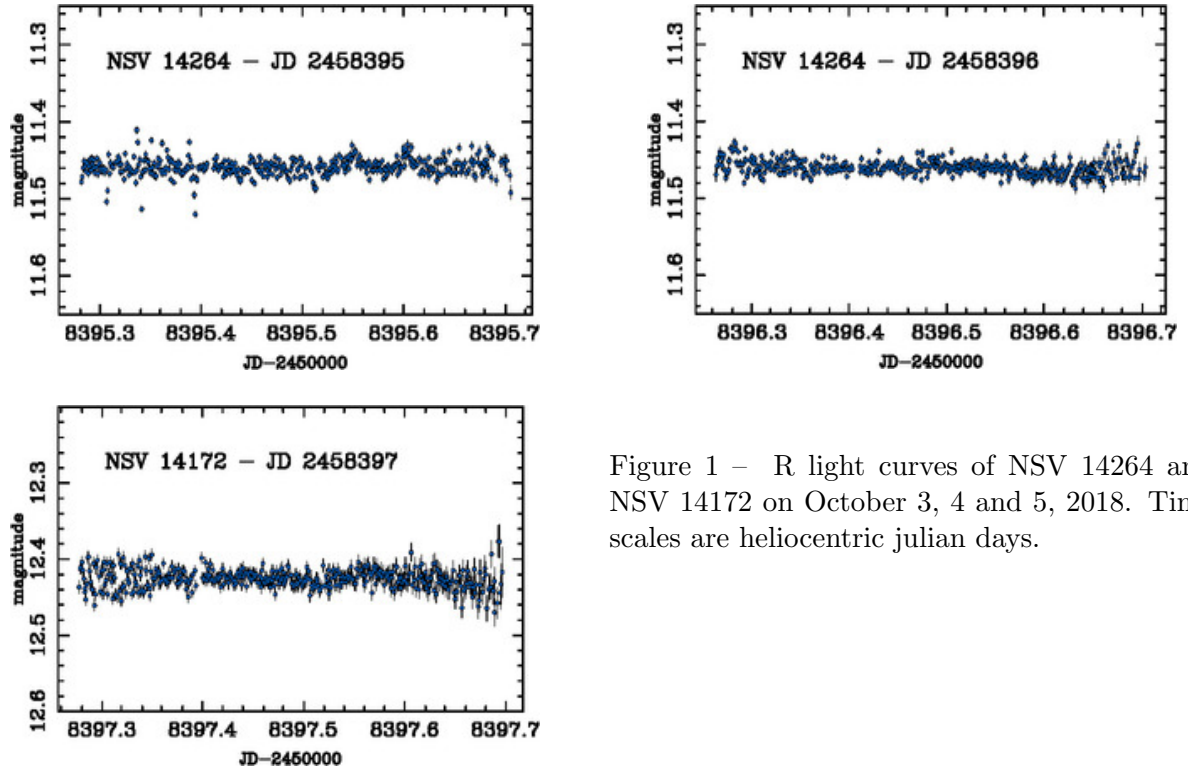 NSV 14264 – JD 2458395
magnitude
11.3
11.4
11.5
11.6
8395.3 8395.4 8395.5 8395.6 8395.7
JD-2450000
NSV 14264 – JD 2458396
magnitude
11.3
11.4
11.5
11.6
8396.3 8396.4 8396.5 8396.6 8396.7
JD-2450000
NSV 14172 – JD 2458397
magnitude
12.3
12.4
12.5
12.6
8397.3 8397.4 8397.5 8397.6 8397.7
JD-2450000
Figure 1 – R light curves of NSV 14264 an
NSV 14172 on October 3, 4 and 5, 2018. Tim
scales are heliocentric julian days.